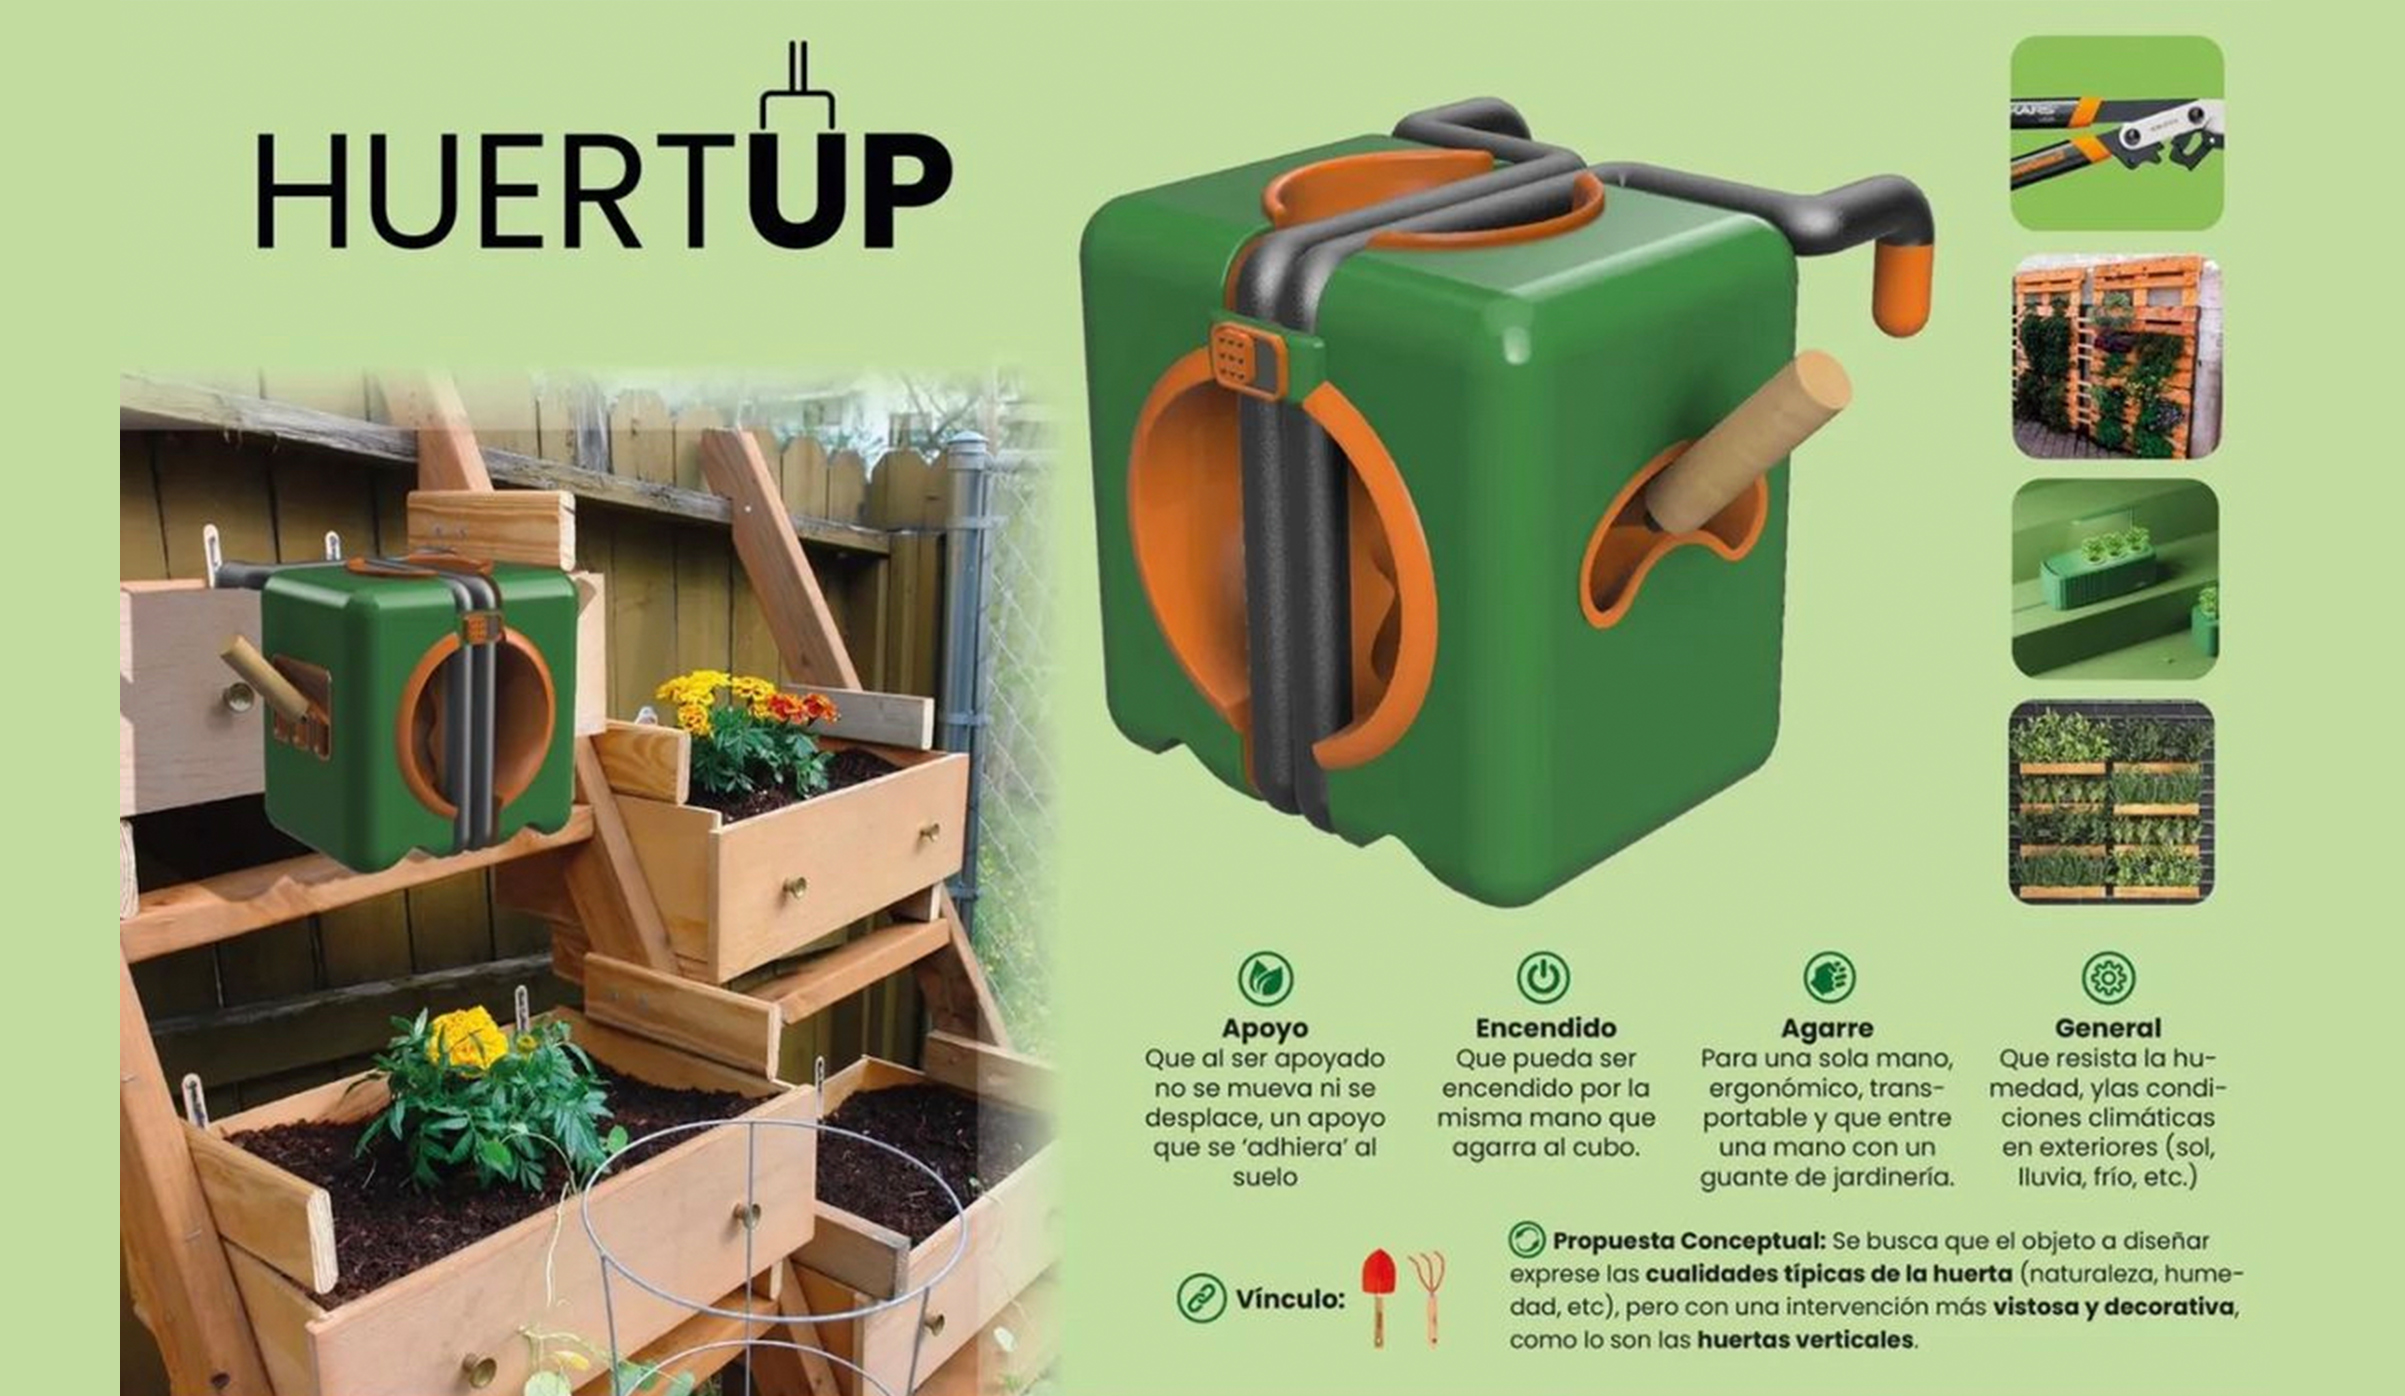 HUERTUP
Apoyo
Que al ser apoyado
no se mueva ni se
desplace, un apoyo
que se ‘adhiera’ al
suelo
Encendido
Que pueda ser
encendido por la
misma mano que
agarra al cubo.
Agarre
Para una sola mano,
ergonómico, trans-
portable y que entre
una mano con un
guante de jardinería.
General
Que resista la hu-
medad, ylas condi-
ciones climáticas
en exteriores (sol,
lluvia, frío, etc.)
Vínculo:
Propuesta Conceptual: Se busca que el objeto a diseñar
exprese las cualidades típicas de la huerta (naturaleza, hume-
dad, etc), pero con una intervención más vistosa y decorativa,
como lo son las huertas verticales.